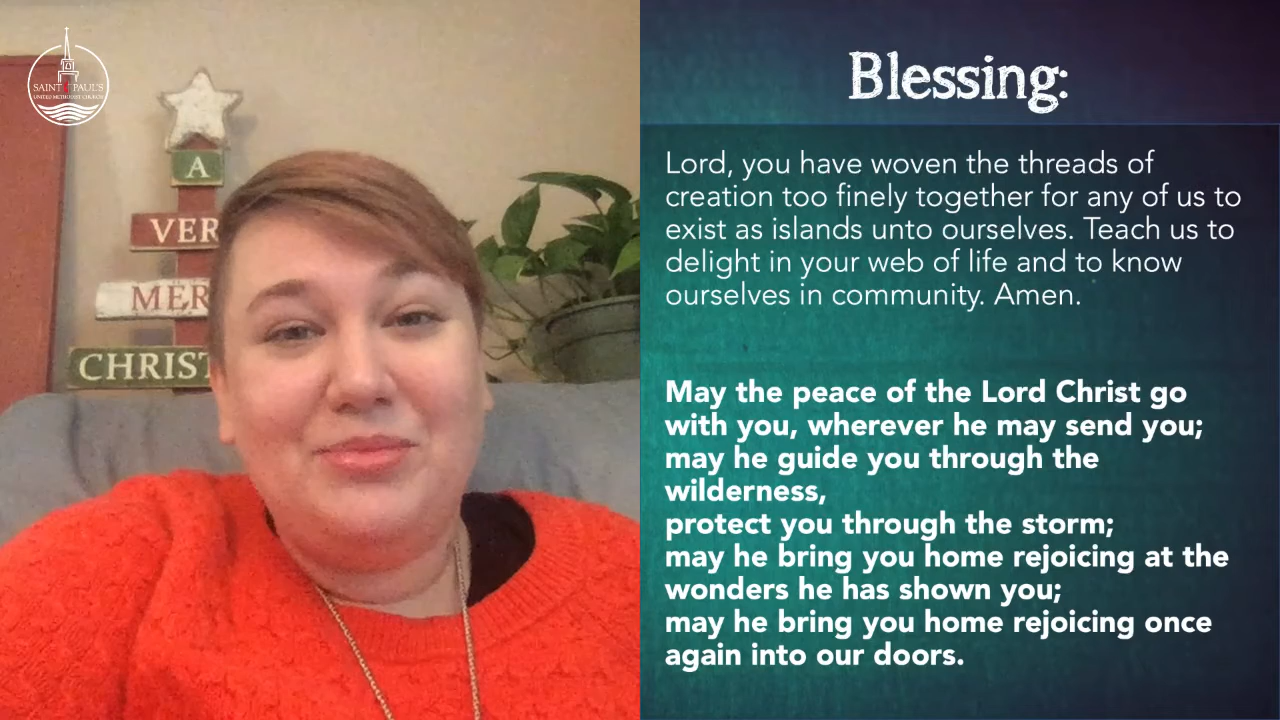 SAINT PAUL'S
UNITED METHODIST CHURCH
A
VER
MER
CHRIST
Blessing:
Lord, you have woven the threads of
creation too finely together for any of us to
exist as islands unto ourselves. Teach us to
delight in your web of life and to know
ourselves in community. Amen.
May the peace of the Lord Christ go
with you, wherever he may send you;
may he guide you through the
wilderness,
protect you through the storm;
may he bring you home rejoicing at the
wonders he has shown you;
may he bring you home rejoicing once
again into our doors.